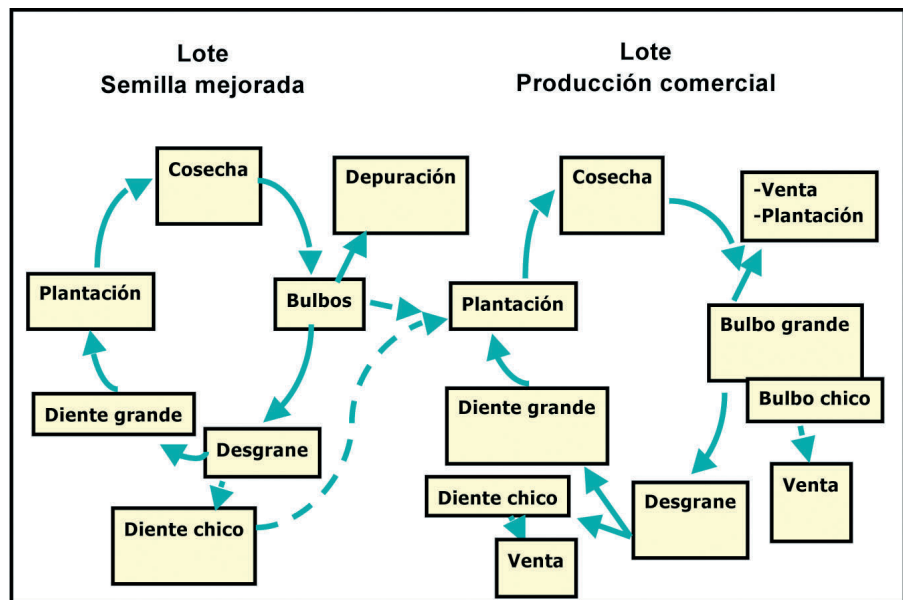 Lote
Semilla mejorada
Lote
Producción comercial
Cosecha
Depuración
Plantación
Bulbos
Diente grande
Desgrane
Diente chico
Cosecha
-Venta
-Plantación
Plantación
Bulbo grande
Bulbo chico
Diente grande
Diente chico
Desgrane
Venta
Venta